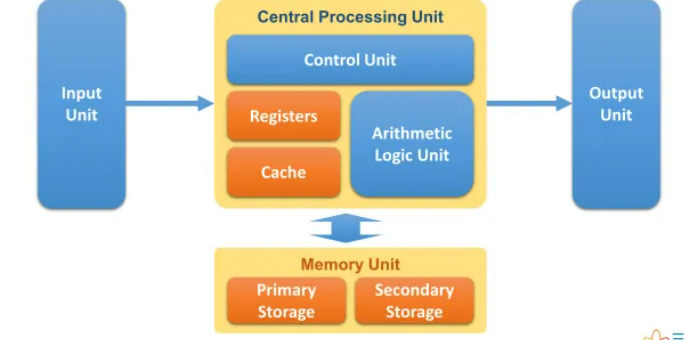 Central Processing Unit
Control Unit
Input
Unit
Registers
Cache
Arithmetic
Logic Unit
Output
Unit
Memory Unit
Primary
Storage
Secondary
Storage